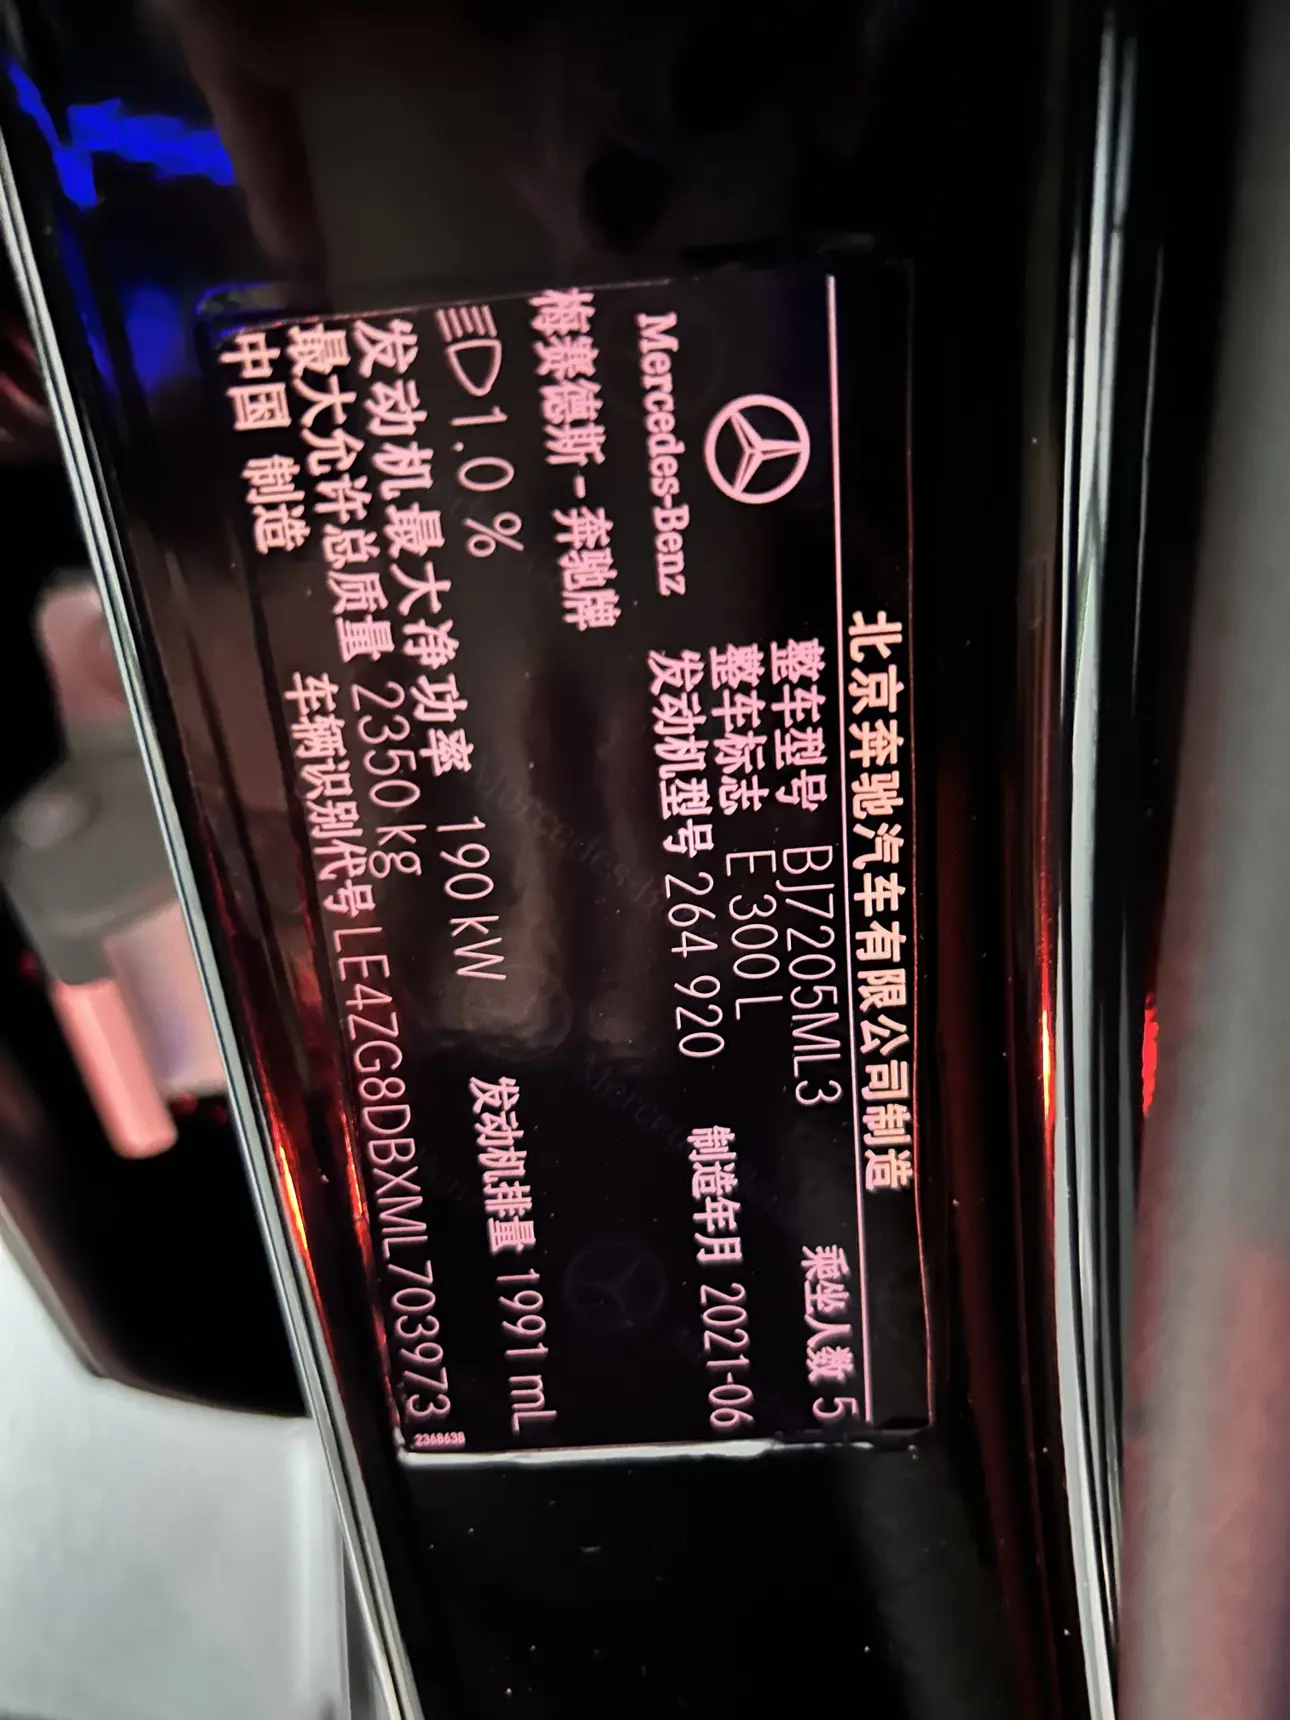 北京奔驰汽车有限公司制造
整车型号 BJ7205ML3 乘坐人数 5
整车标志 E 300 L
Mercedes-Benz 发动机型号 264 920 制造年月 2021-06
梅赛德斯-奔驰牌
1.0% 发动机排量 1991 mL
发动机最大净功率 190 kW
最大允许总质量 2350 kg
中国 制造 车辆识别代号 LE4ZG8DBXML703973
2368638